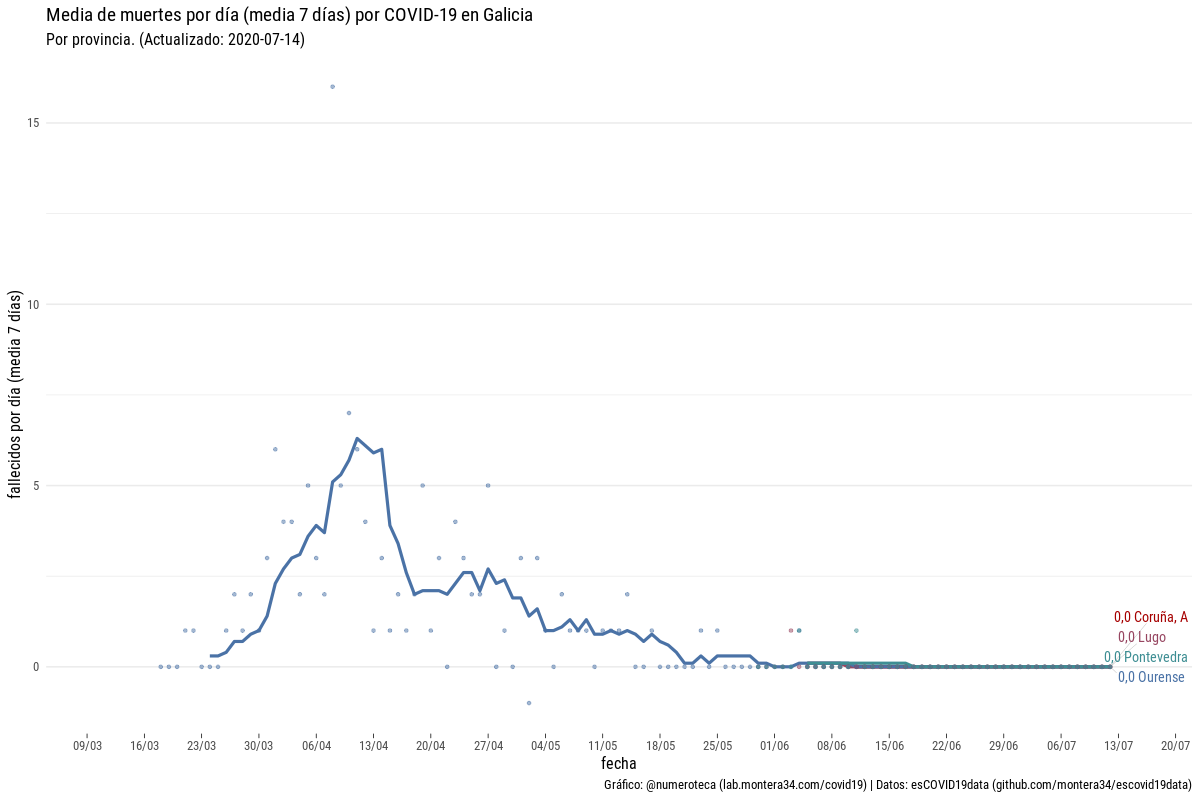 Media de muertes por día (media 7 días) por COVID-19 en Galicia
Por provincia. (Actualizado: 2020-07-14)
fallecidos por día (media 7 días)
15
10
5
0
0,0 Coruña, A
0,0 Lugo
0,0 Pontevedra
0,0 Ourense
09/03 16/03 23/03 30/03 06/04 13/04 20/04 27/04 04/05 11/05 18/05 25/05 01/06 08/06 15/06 22/06 29/06 06/07 13/07 20/07
fecha
Gráfico: @numeroteca (lab.montera34.com/covid19) | Datos: esCOVID19data (github.com/montera34/escovid19data)